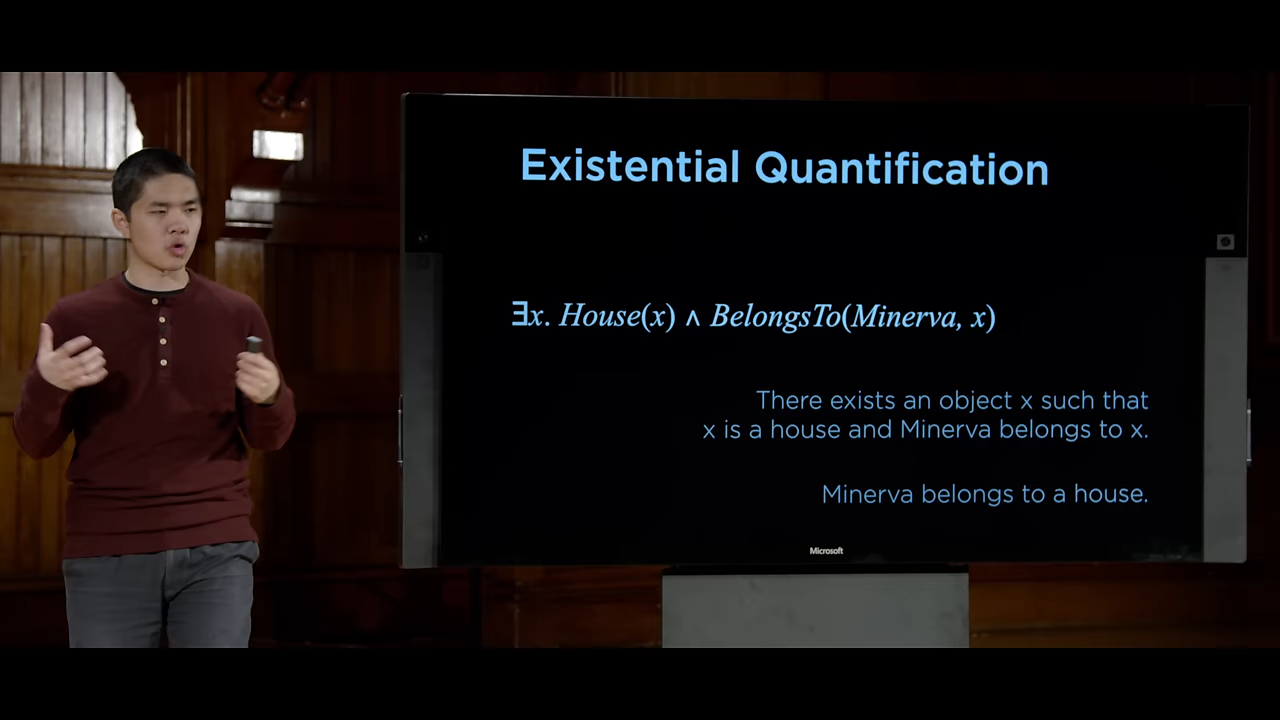 Existential Quantification
∃x. House(x) ∧ BelongsTo(Minerva, x)
There exists an object x such that
x is a house and Minerva belongs to x.
Minerva belongs to a house.
Microsoft